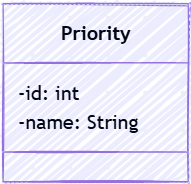 Priority
-id: int
-name: String